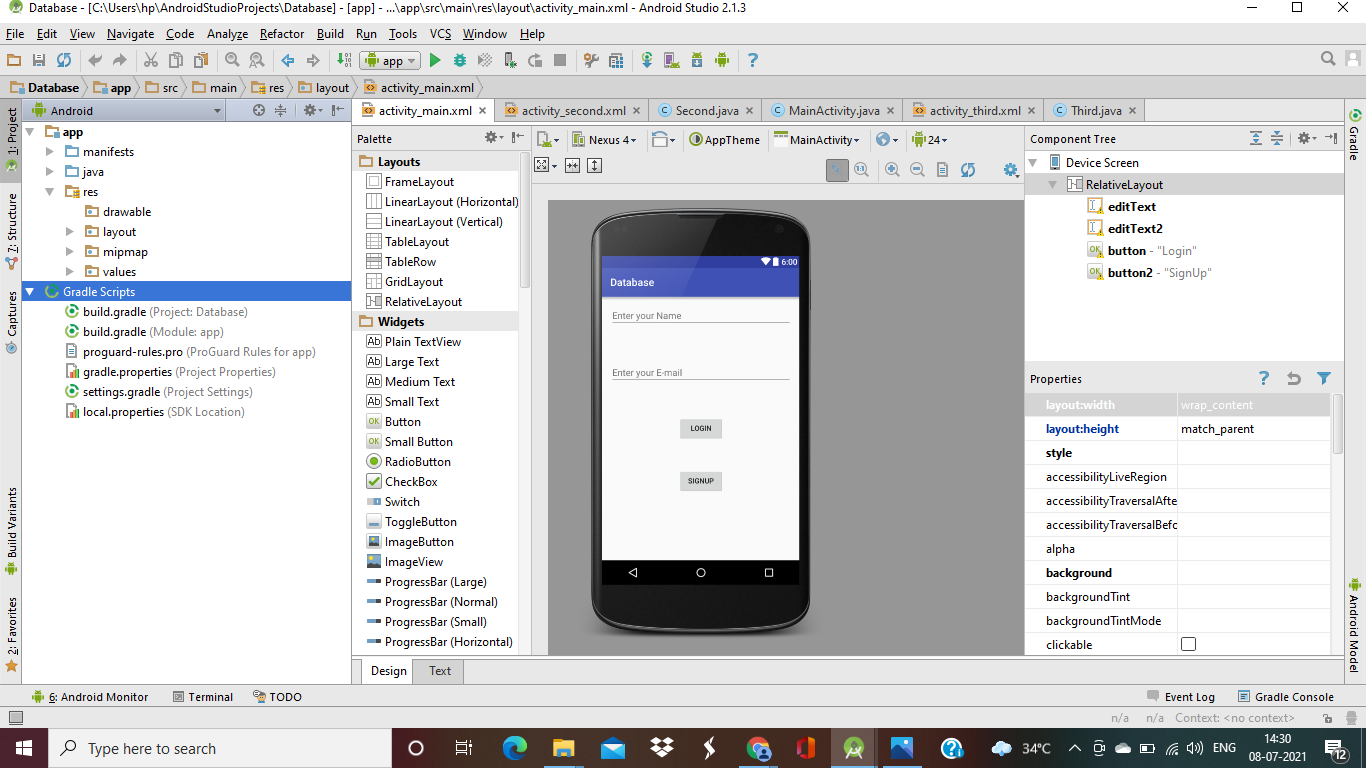 Database - [C:\Users\hp\AndroidStudioProjects\Database] - [app] - ...\app\src\main\res\layout\activity_main.xml - Android Studio 2.1.3
File Edit View Navigate Code Analyze Refactor Build Run Tools VCS Window Help
app
Database app src main res layout activity_main.xml
Android
activity_main.xml activity_second.xml Second.java MainActivity.java activity_third.xml Third.java
1: Project
7: Structure
Captures
Build Variants
2: Favorites
app
manifests
java
res
drawable
layout
mipmap
values
Gradle Scripts
build.gradle (Project: Database)
build.gradle (Module: app)
proguard-rules.pro (ProGuard Rules for app)
gradle.properties (Project Properties)
settings.gradle (Project Settings)
local.properties (SDK Location)
Palette
Layouts
FrameLayout
LinearLayout (Horizontal)
LinearLayout (Vertical)
TableLayout
TableRow
GridLayout
RelativeLayout
Widgets
Plain TextView
Large Text
Medium Text
Small Text
Button
Small Button
RadioButton
CheckBox
Switch
ToggleButton
ImageButton
ImageView
ProgressBar (Large)
ProgressBar (Normal)
ProgressBar (Small)
ProgressBar (Horizontal)
Nexus 4 AppTheme MainActivity 24
6:00
Database
Enter your Name
Enter your E-mail
LOGIN
SIGNUP
Component Tree
Device Screen
RelativeLayout
editText
editText2
button - "Login"
button2 - "SignUp"
Properties
layout:width wrap_content
layout:height match_parent
style
accessibilityLiveRegion
accessibilityTraversalAfte
accessibilityTraversalBefo
alpha
background
backgroundTint
backgroundTintMode
clickable
Gradle
Android Model
Design Text
6: Android Monitor Terminal TODO Event Log Gradle Console
n/a n/a Context: <no context>
Type here to search
34°C ENG
14:30
08-07-2021
12